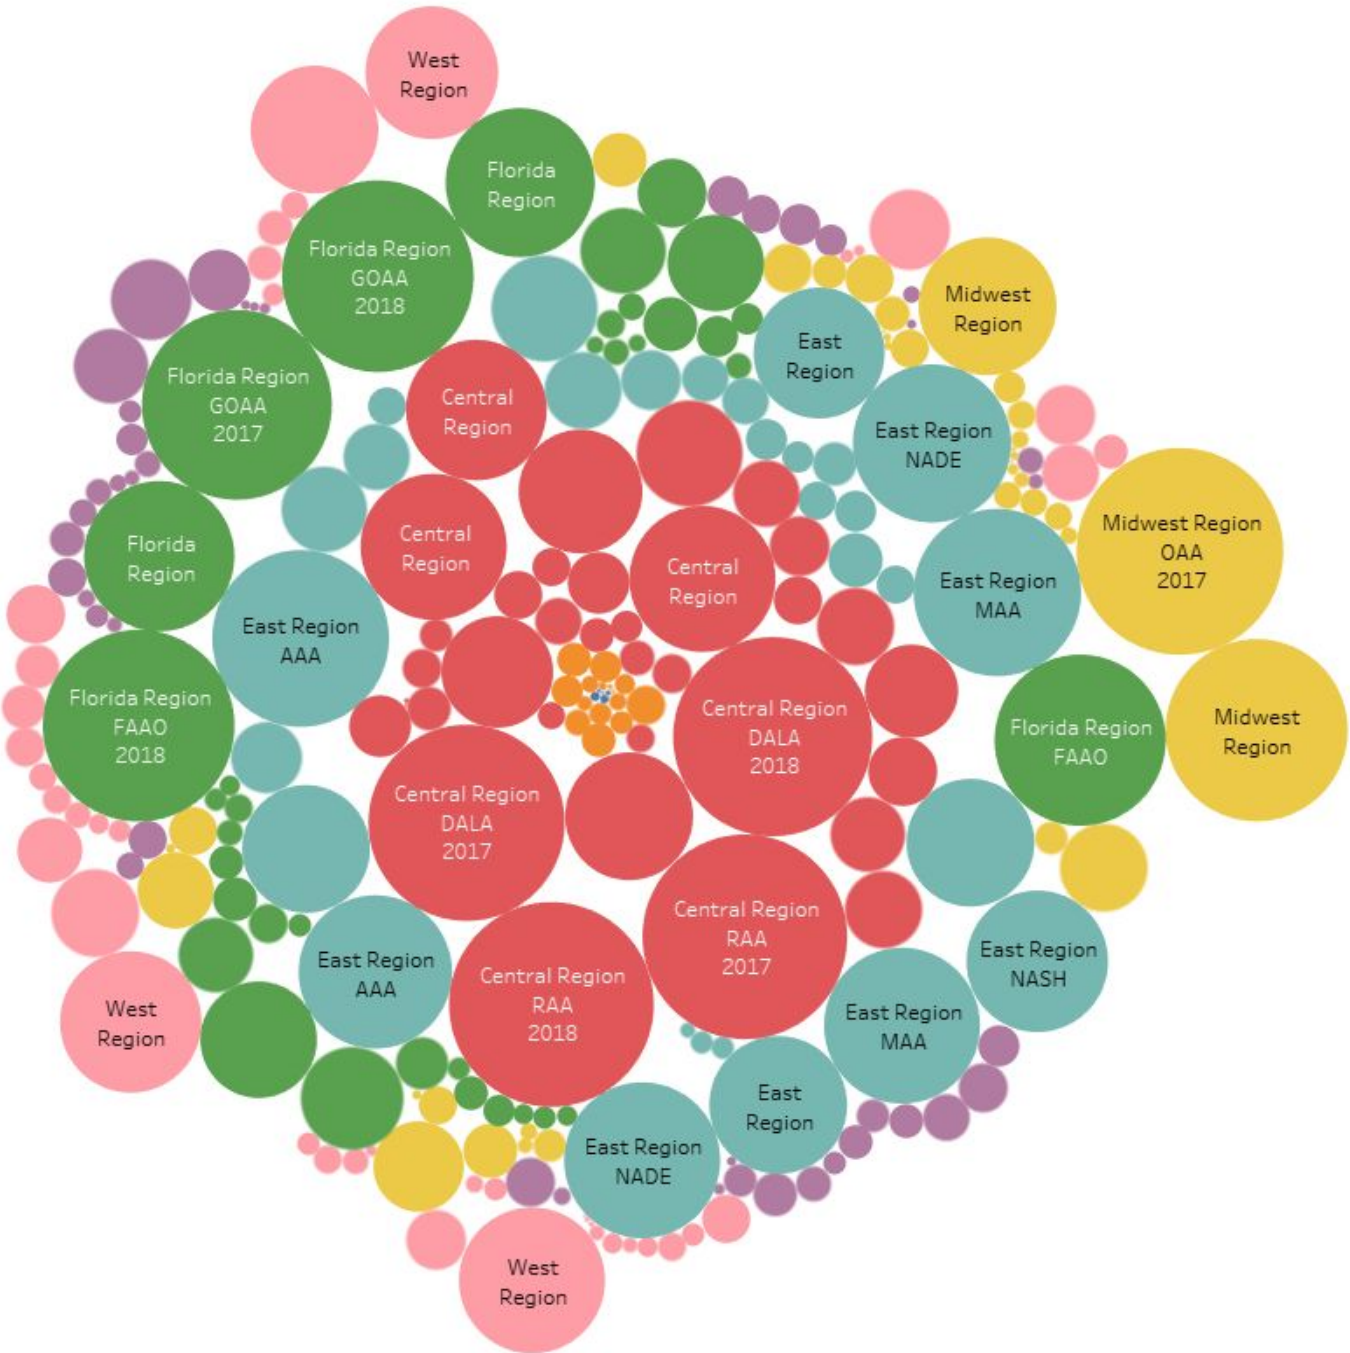 West
Region
Florida
Region
Florida Region
GOAA
2018
Midwest
Region
East
Region
Florida Region
GOAA
2017
Central
Region
East Region
NADE
Midwest Region
OAA
2017
Central
Region
Florida
Region
Central
Region
East Region
MAA
East Region
AAA
Florida Region
FAAO
2018
Central Region
DALA
2018
Florida Region
FAAO
Midwest
Region
Central Region
DALA
2017
Central Region
RAA
2017
East Region
NASH
East Region
AAA
Central Region
RAA
2018
West
Region
East Region
MAA
East
Region
East Region
NADE
West
Region